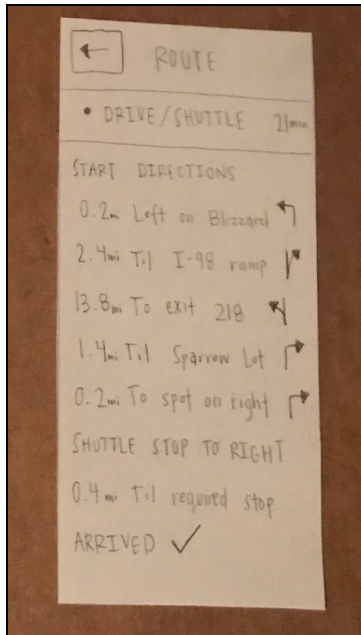 ROUTE
• DRIVE/SHUTTLE 21min
START DIRECTIONS
0.2mi Left on Blizzard
2.4mi Til I-98 ramp
13.8mi To exit 218
1.4mi Til Sparrow Lot
0.2mi To spot on right
SHUTTLE STOP TO RIGHT
0.4mi Til required stop
ARRIVED ✓